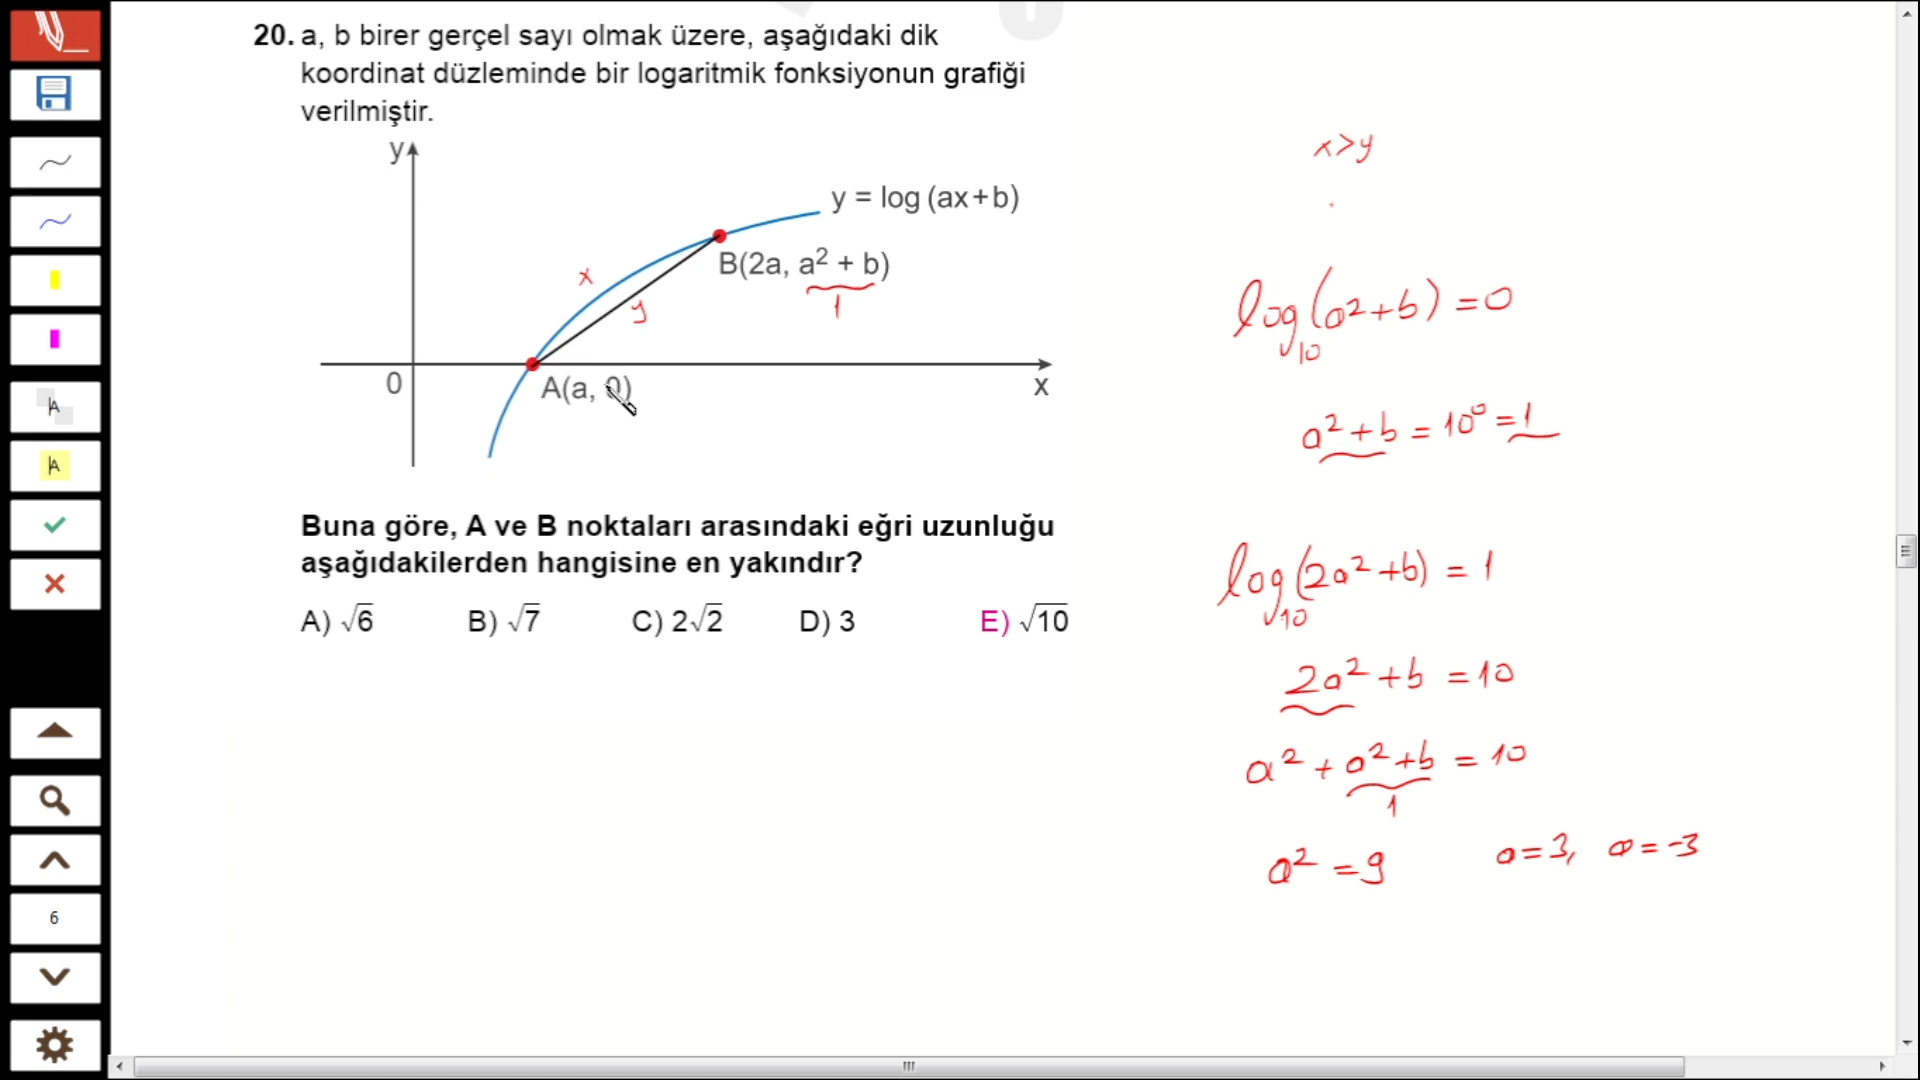 20. a, b birer gerçel sayı olmak üzere, aşağıdaki dik
koordinat düzleminde bir logaritmik fonksiyonun grafiği
verilmiştir.
y
y = log (ax+b)
B(2a, a² + b)
1
x
y
0
A(a, 0)
x
Buna göre, A ve B noktaları arasındaki eğri uzunluğu
aşağıdakilerden hangisine en yakındır?
A) √6 B) √7 C) 2√2 D) 3 E) √10
x>y
log₁₀(a²+b) =0
a²+b = 10⁰ =1
log₁₀(2a²+b) = 1
2a²+b =10
a² + a²+b = 10
1
a² =9 a=3, a=-3
A
A
6